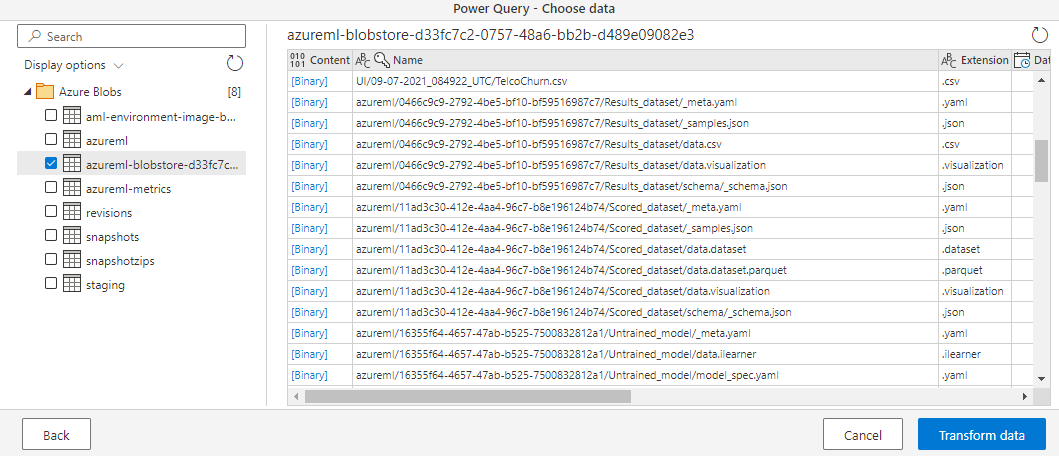 Power Query - Choose data
Search
Display options
Azure Blobs [8]
aml-environment-image-b...
azureml
azureml-blobstore-d33fc7c...
azureml-metrics
revisions
snapshots
snapshotzips
staging
azureml-blobstore-d33fc7c2-0757-48a6-bb2b-d489e09082e3
010 101 Content ABC Name ABC Extension Dat
[Binary] UI/09-07-2021_084922_UTC/TelcoChurn.csv .csv
[Binary] azureml/0466c9c9-2792-4be5-bf10-bf59516987c7/Results_dataset/_meta.yaml .yaml
[Binary] azureml/0466c9c9-2792-4be5-bf10-bf59516987c7/Results_dataset/_samples.json .json
[Binary] azureml/0466c9c9-2792-4be5-bf10-bf59516987c7/Results_dataset/data.csv .csv
[Binary] azureml/0466c9c9-2792-4be5-bf10-bf59516987c7/Results_dataset/data.visualization .visualization
[Binary] azureml/0466c9c9-2792-4be5-bf10-bf59516987c7/Results_dataset/schema/_schema.json .json
[Binary] azureml/11ad3c30-412e-4aa4-96c7-b8e196124b74/Scored_dataset/_meta.yaml .yaml
[Binary] azureml/11ad3c30-412e-4aa4-96c7-b8e196124b74/Scored_dataset/_samples.json .json
[Binary] azureml/11ad3c30-412e-4aa4-96c7-b8e196124b74/Scored_dataset/data.dataset .dataset
[Binary] azureml/11ad3c30-412e-4aa4-96c7-b8e196124b74/Scored_dataset/data.dataset.parquet .parquet
[Binary] azureml/11ad3c30-412e-4aa4-96c7-b8e196124b74/Scored_dataset/data.visualization .visualization
[Binary] azureml/11ad3c30-412e-4aa4-96c7-b8e196124b74/Scored_dataset/schema/_schema.json .json
[Binary] azureml/16355f64-4657-47ab-b525-7500832812a1/Untrained_model/_meta.yaml .yaml
[Binary] azureml/16355f64-4657-47ab-b525-7500832812a1/Untrained_model/data.ilearner .ilearner
[Binary] azureml/16355f64-4657-47ab-b525-7500832812a1/Untrained_model/model_spec.yaml .yaml
Back Cancel Transform data